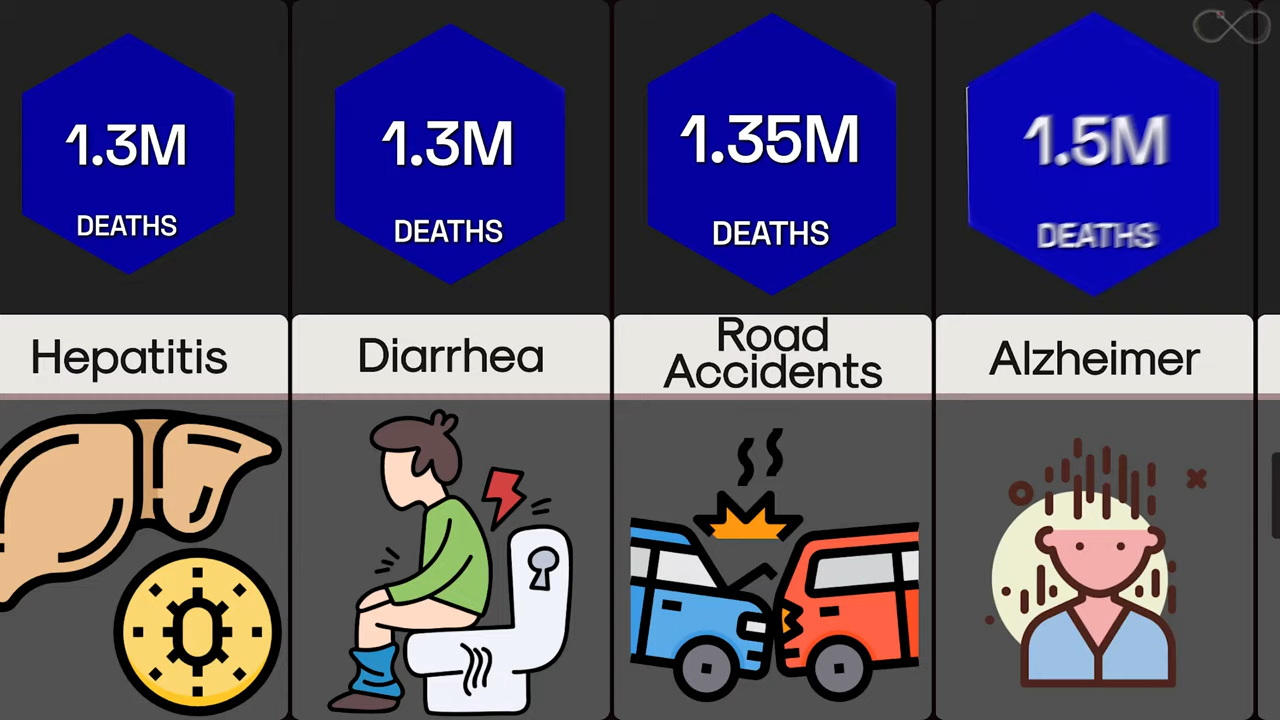 1.3M
DEATHS
Hepatitis
1.3M
DEATHS
Diarrhea
1.35M
DEATHS
Road
Accidents
1.5M
DEATHS
Alzheimer